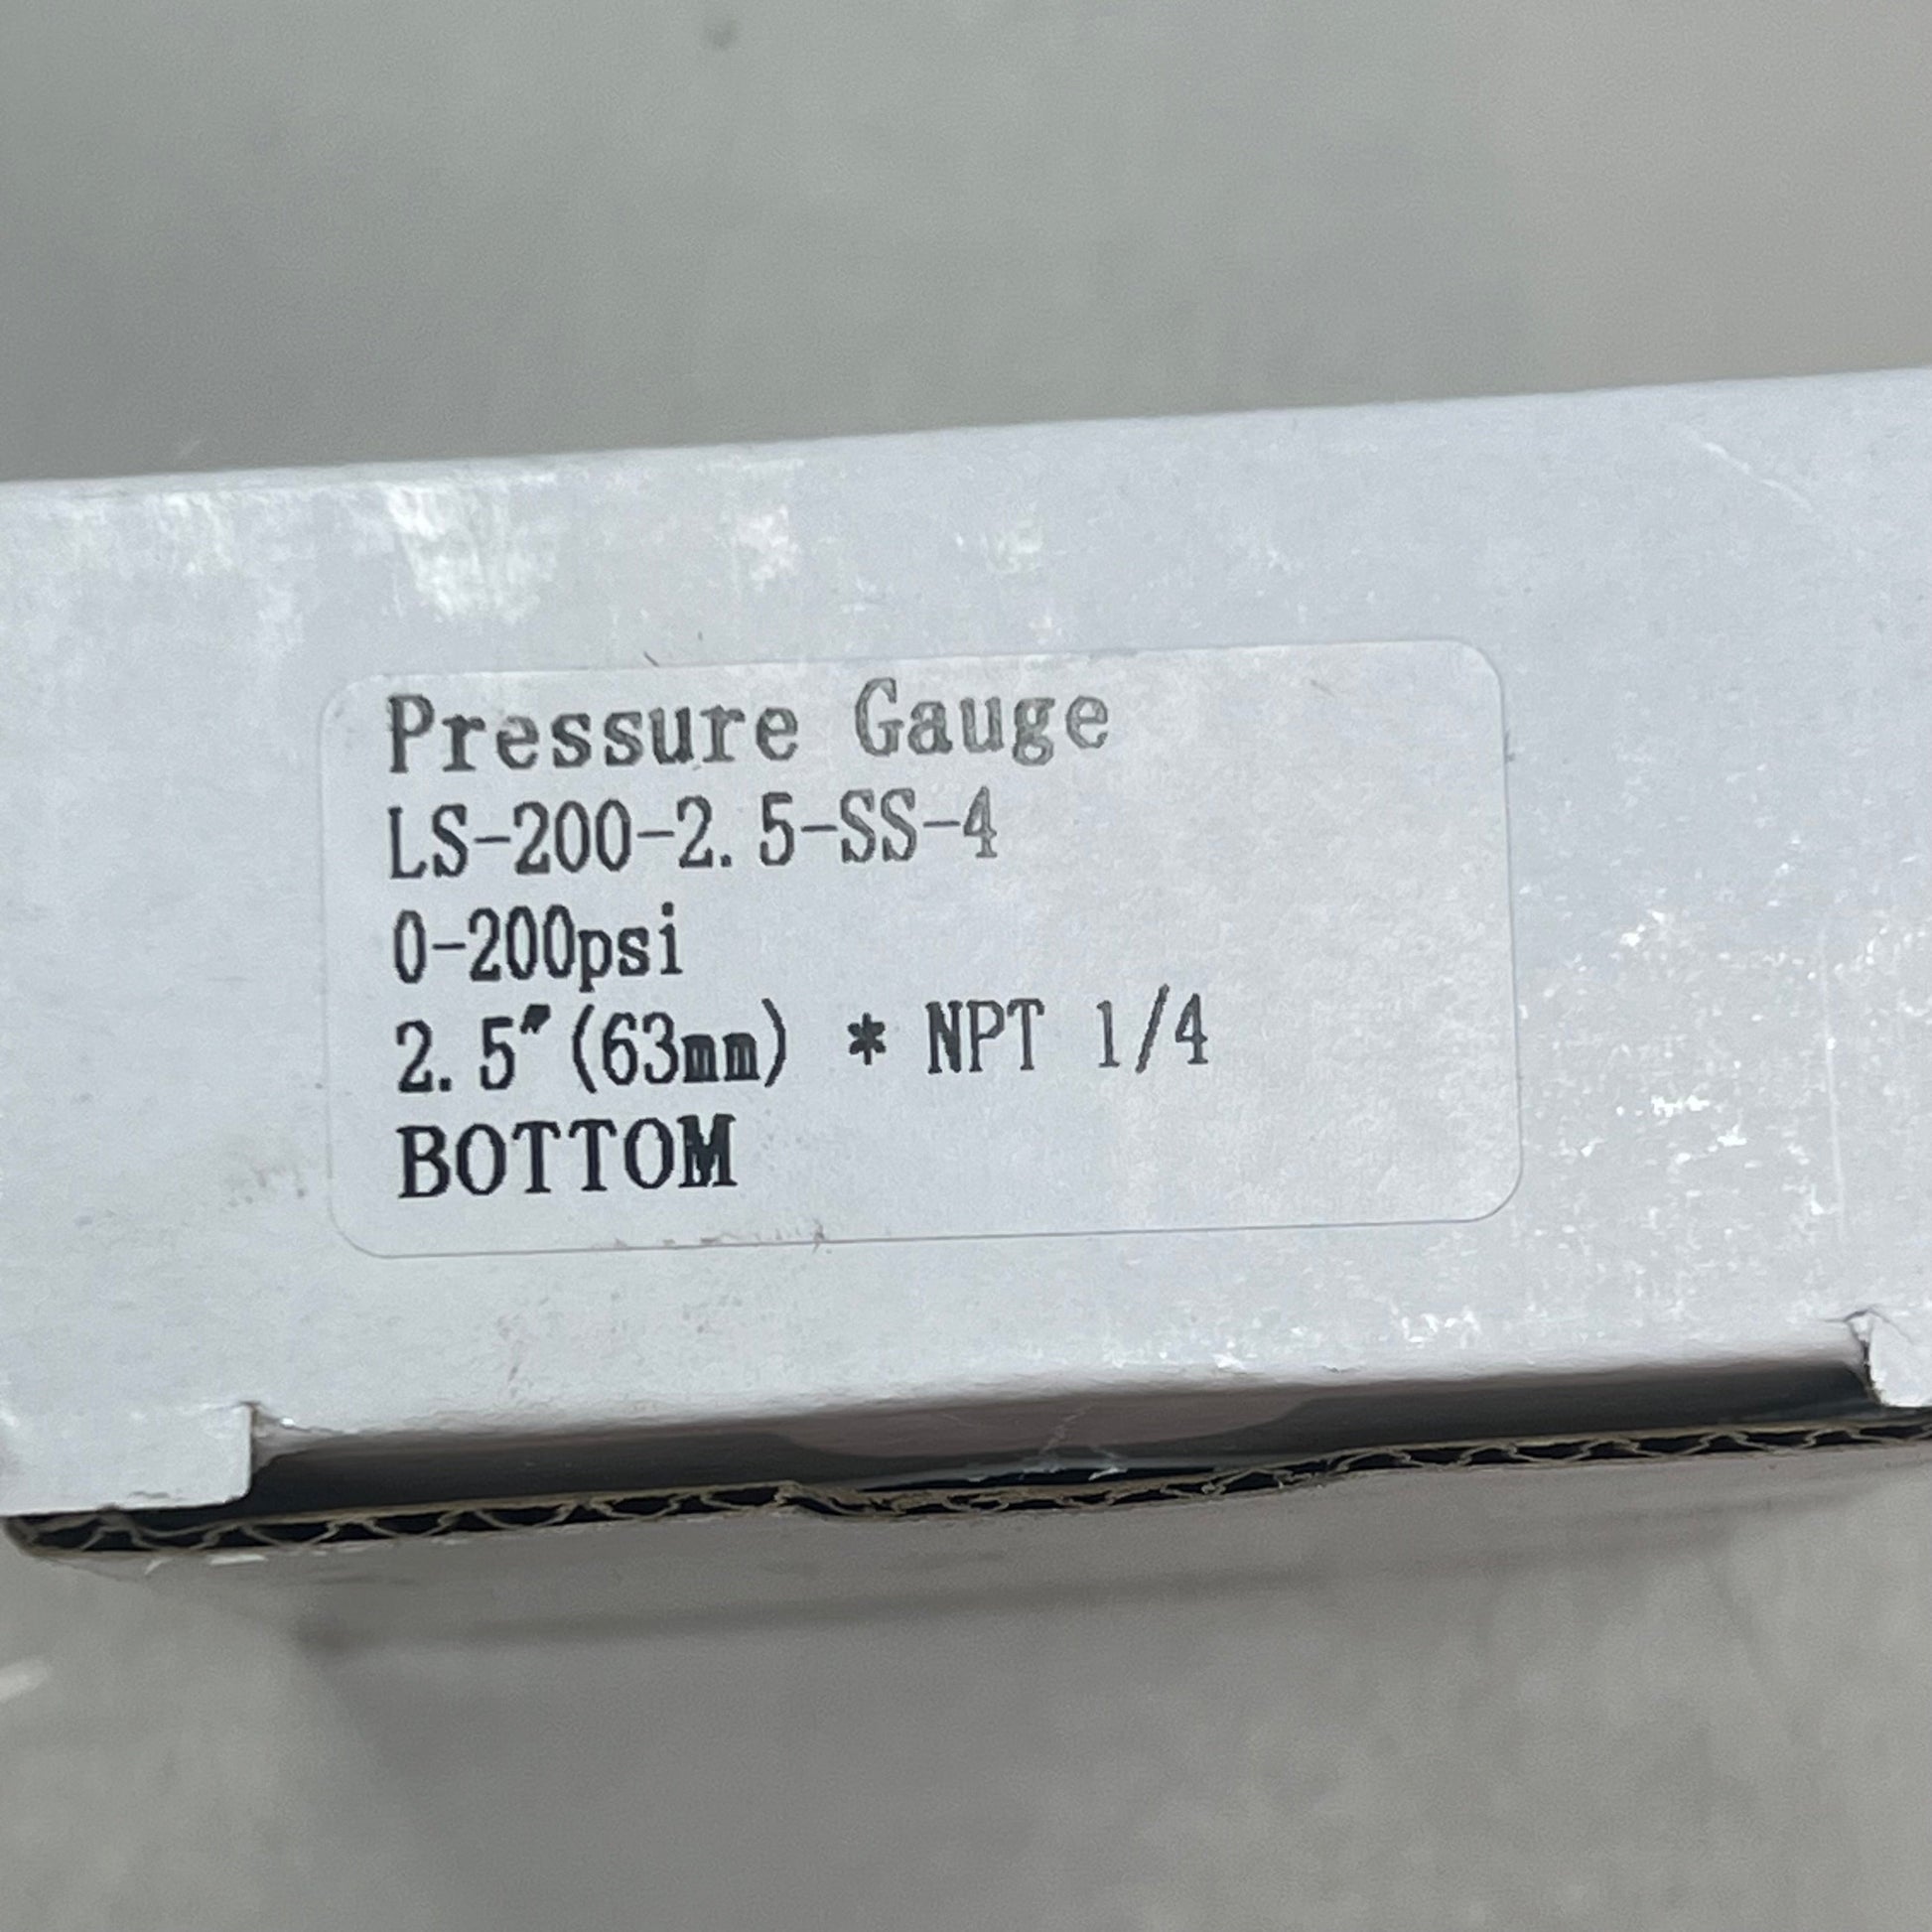 Pressure Gauge
LS-200-2.5-SS-4
0-200psi
2.5"(63mm) * NPT 1/4
BOTTOM